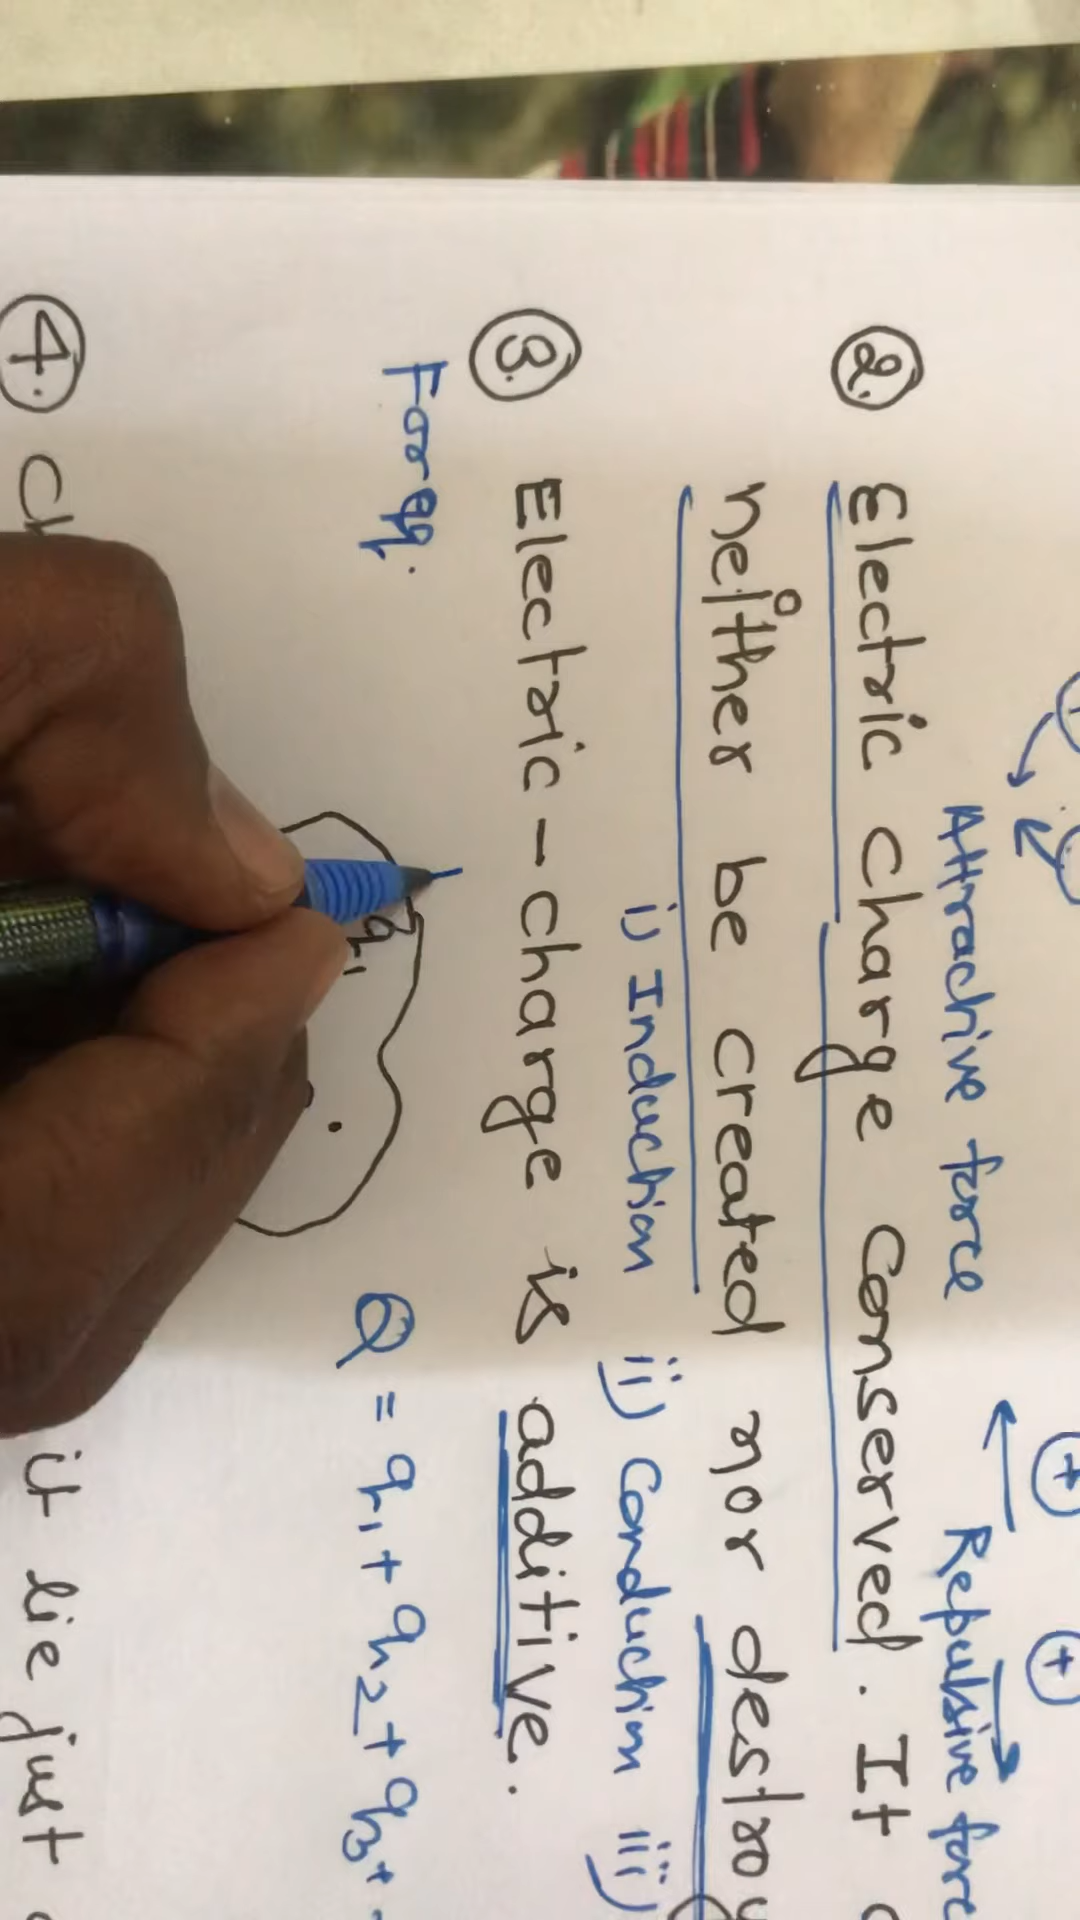 + + +
Attrachive force Repulsive force
2. Electric charge conserved. It
neither be created nor destroy
i) Induction ii) Conduction iii)
3. Electric-charge is additive.
For eg. q1 Q = q1 + q2 + q3 +
4. it lie just